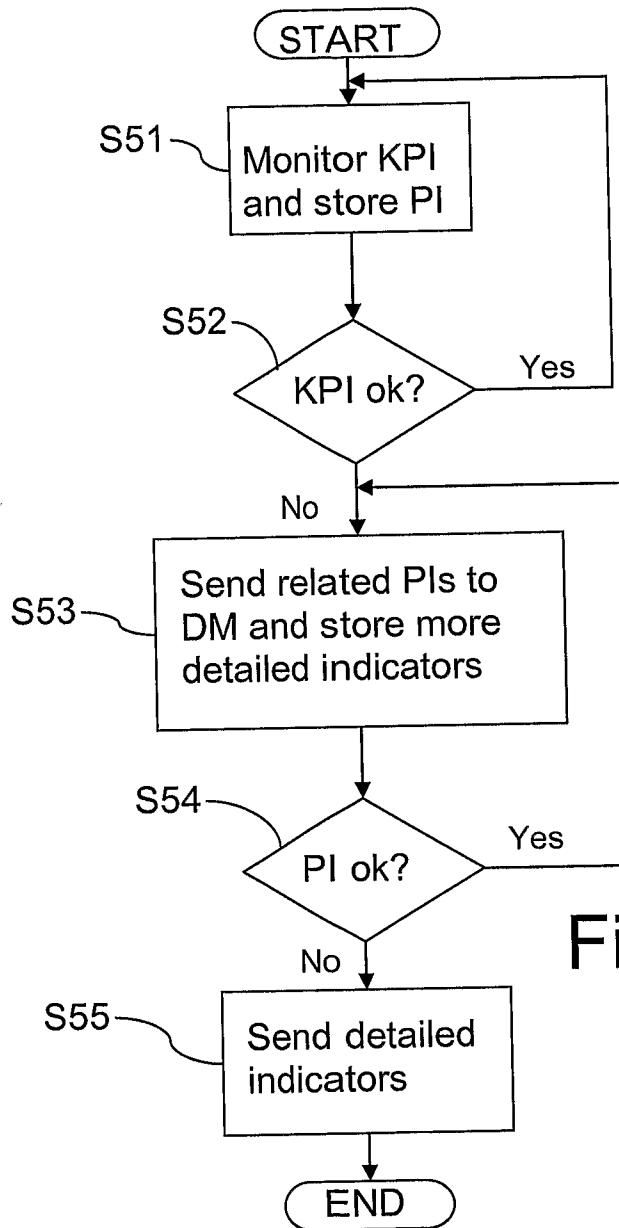 START
S51
Monitor KPI
and store PI
S52
KPI ok?
Yes
No
S53
Send related PIs to
DM and store more
detailed indicators
S54
PI ok?
Yes
Fi
No
S55
Send detailed
indicators
END